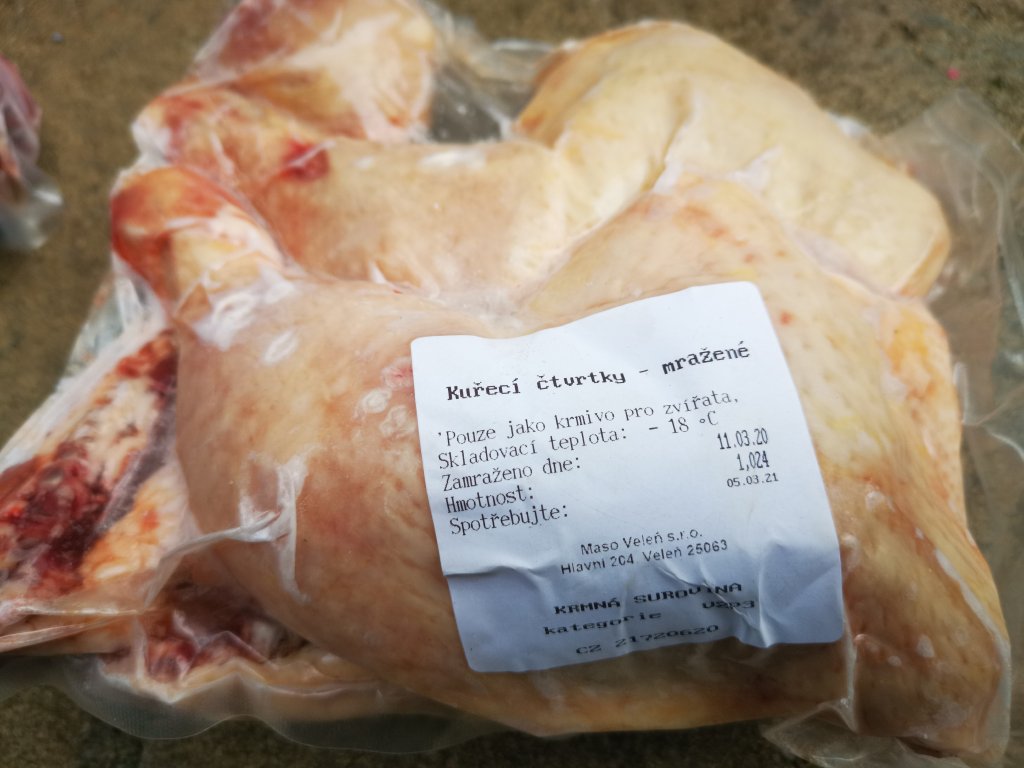 Kuřecí čtvrtky - mražené
'Pouze jako krmivo pro zvířata,
Skladovací teplota: - 18 °C
Zamraženo dne: 11.03.20
Hmotnost: 1,024
Spotřebujte: 05.03.21
Maso Veleň s.r.o.
Hlavní 204 Veleň 25063
KRMNÁ SUROVINA
kategorie VŽP3
CZ 21720620